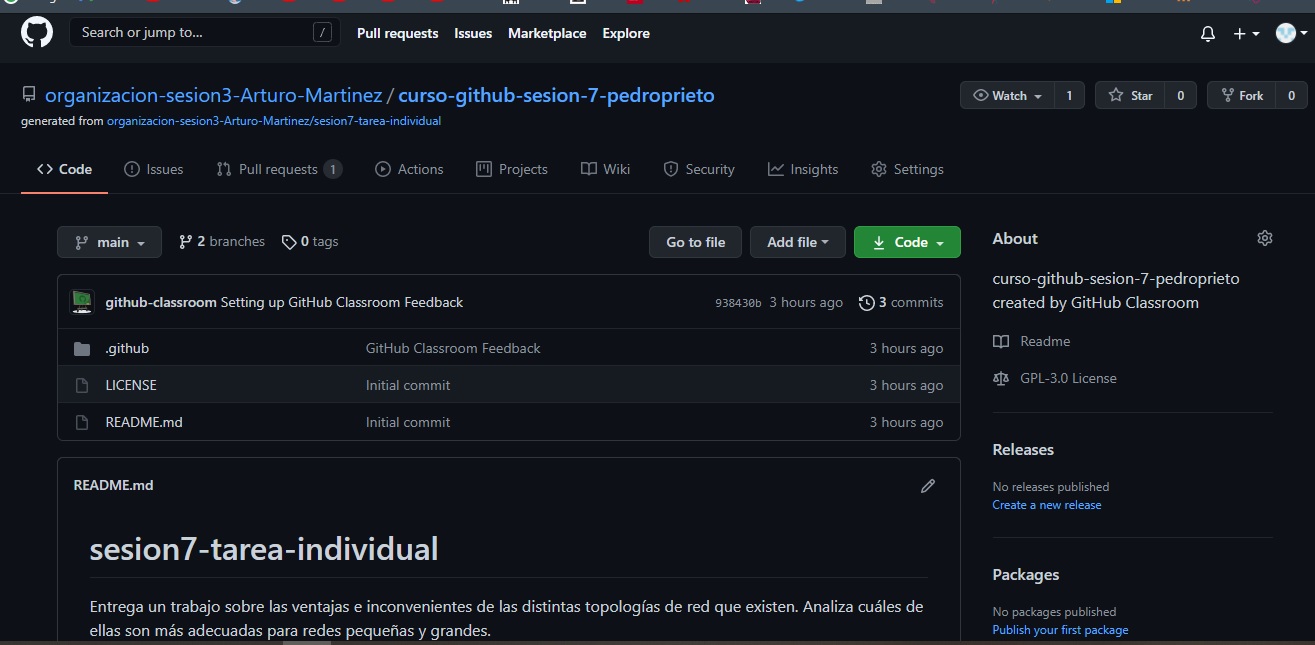 Search or jump to... /
Pull requests Issues Marketplace Explore
organizacion-sesion3-Arturo-Martinez / curso-github-sesion-7-pedroprieto
Watch 1 Star 0 Fork 0
generated from organizacion-sesion3-Arturo-Martinez/sesion7-tarea-individual
Code Issues Pull requests 1 Actions Projects Wiki Security Insights Settings
main 2 branches 0 tags
Go to file Add file Code
github-classroom Setting up GitHub Classroom Feedback 938430b 3 hours ago 3 commits
.github GitHub Classroom Feedback 3 hours ago
LICENSE Initial commit 3 hours ago
README.md Initial commit 3 hours ago
README.md
sesion7-tarea-individual
Entrega un trabajo sobre las ventajas e inconvenientes de las distintas topologías de red que existen. Analiza cuáles de
ellas son más adecuadas para redes pequeñas y grandes.
About
curso-github-sesion-7-pedroprieto
created by GitHub Classroom
Readme
GPL-3.0 License
Releases
No releases published
Create a new release
Packages
No packages published
Publish your first package